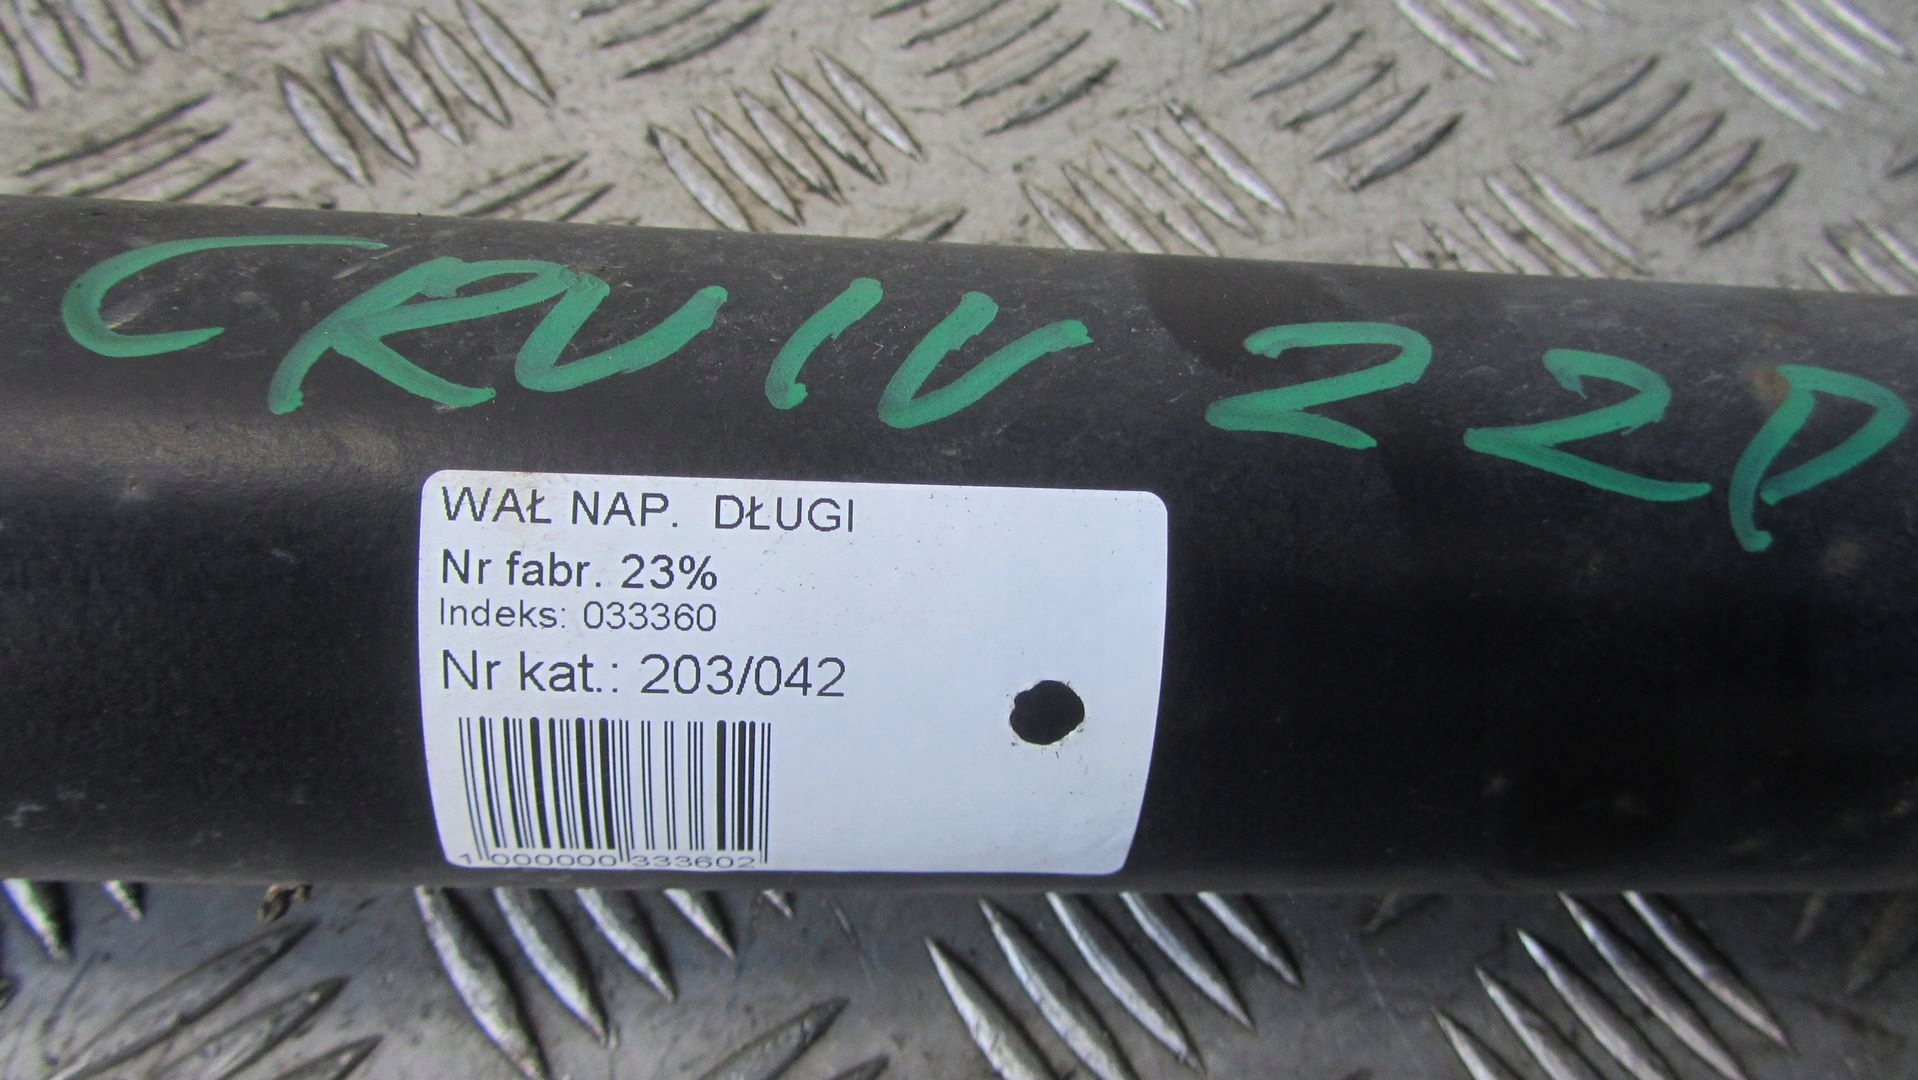 CRV IV 22D
WAŁ NAP. DŁUGI
Nr fabr. 23%
Indeks: 033360
Nr kat.: 203/042
1 000000 333602